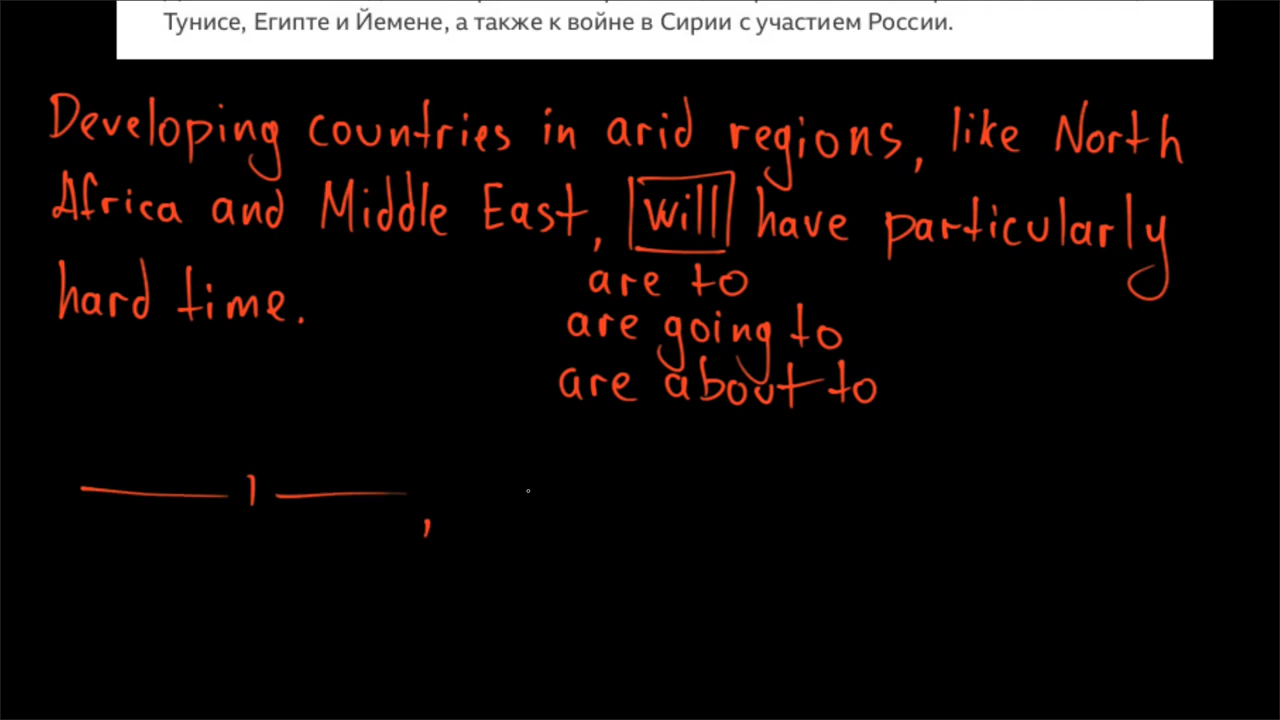 Тунисе, Египте и Йемене, а также к войне в Сирии с участием России.
Developing countries in arid regions, like North
Africa and Middle East, will have particularly
hard time.
are to
are going to
are about to